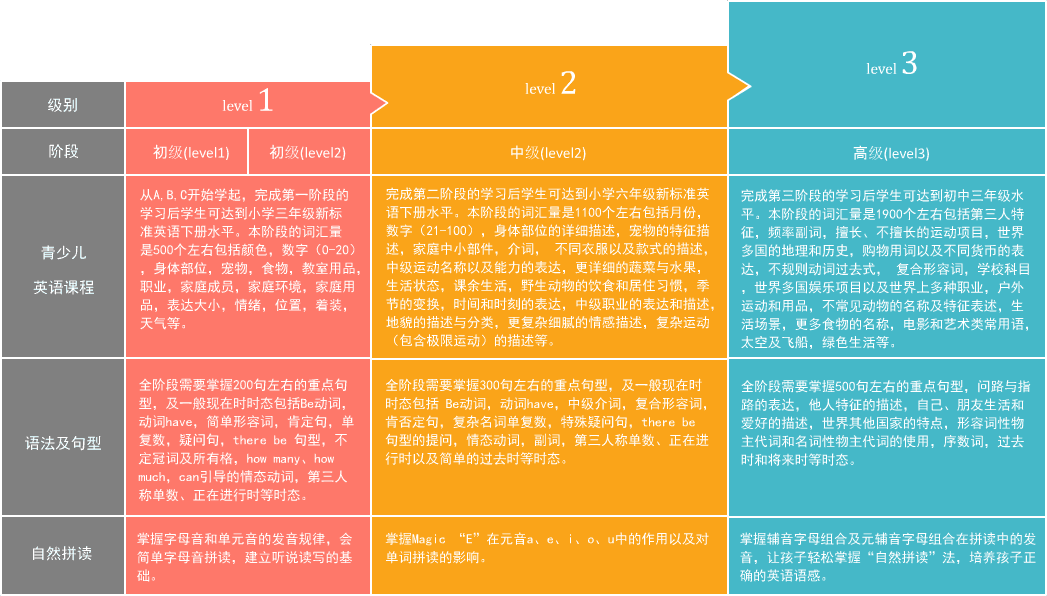 级别
level 1
level 2
level 3
阶段
初级(level1)
初级(level2)
中级(level2)
高级(level3)
青少儿
英语课程
从A,B,C开始学起，完成第一阶段的
学习后学生可达到小学三年级新标
准英语下册水平。本阶段的词汇量
是500个左右包括颜色，数字（0-20）
，身体部位，宠物，食物，教室用品，
职业，家庭成员，家庭环境，家庭用
品，表达大小，情绪，位置，着装，
天气等。
完成第二阶段的学习后学生可达到小学六年级新标准英
语下册水平。本阶段的词汇量是1100个左右包括月份，
数字（21-100），身体部位的详细描述，宠物的特征描
述，家庭中小部件，介词， 不同衣服以及款式的描述，
中级运动名称以及能力的表达，更详细的蔬菜与水果，
生活状态，课余生活，野生动物的饮食和居住习惯，季
节的变换，时间和时刻的表达，中级职业的表达和描述，
地貌的描述与分类，更复杂细腻的情感描述，复杂运动
（包含极限运动）的描述等。
完成第三阶段的学习后学生可达到初中三年级水
平。本阶段的词汇量是1900个左右包括第三人特
征，频率副词，擅长、不擅长的运动项目，世界
多国的地理和历史，购物用词以及不同货币的表
达，不规则动词过去式， 复合形容词，学校科目
，世界多国娱乐项目以及世界上多种职业，户外
运动和用品，不常见动物的名称及特征表述，生
活场景，更多食物的名称，电影和艺术类常用语，
太空及飞船，绿色生活等。
语法及句型
全阶段需要掌握200句左右的重点句
型，及一般现在时时态包括Be动词，
动词have，简单形容词，肯定句，单
复数，疑问句，there be 句型，不
定冠词及所有格，how many、how
much，can引导的情态动词，第三人
称单数、正在进行时等时态。
全阶段需要掌握300句左右的重点句型，及一般现在时
时态包括 Be动词，动词have，中级介词，复合形容词，
肯否定句，复杂名词单复数，特殊疑问句，there be
句型的提问，情态动词，副词，第三人称单数、正在进
行时以及简单的过去时等时态。
全阶段需要掌握500句左右的重点句型，问路与指
路的表达，他人特征的描述，自己、朋友生活和
爱好的描述，世界其他国家的特点，形容词性物
主代词和名词性物主代词的使用，序数词，过去
时和将来时等时态。
自然拼读
掌握字母音和单元音的发音规律，会
简单字母音拼读，建立听说读写的基
础。
掌握Magic “E”在元音a、e、i、o、u中的作用以及对
单词拼读的影响。
掌握辅音字母组合及元辅音字母组合在拼读中的发
音，让孩子轻松掌握“自然拼读”法，培养孩子正
确的英语语感。